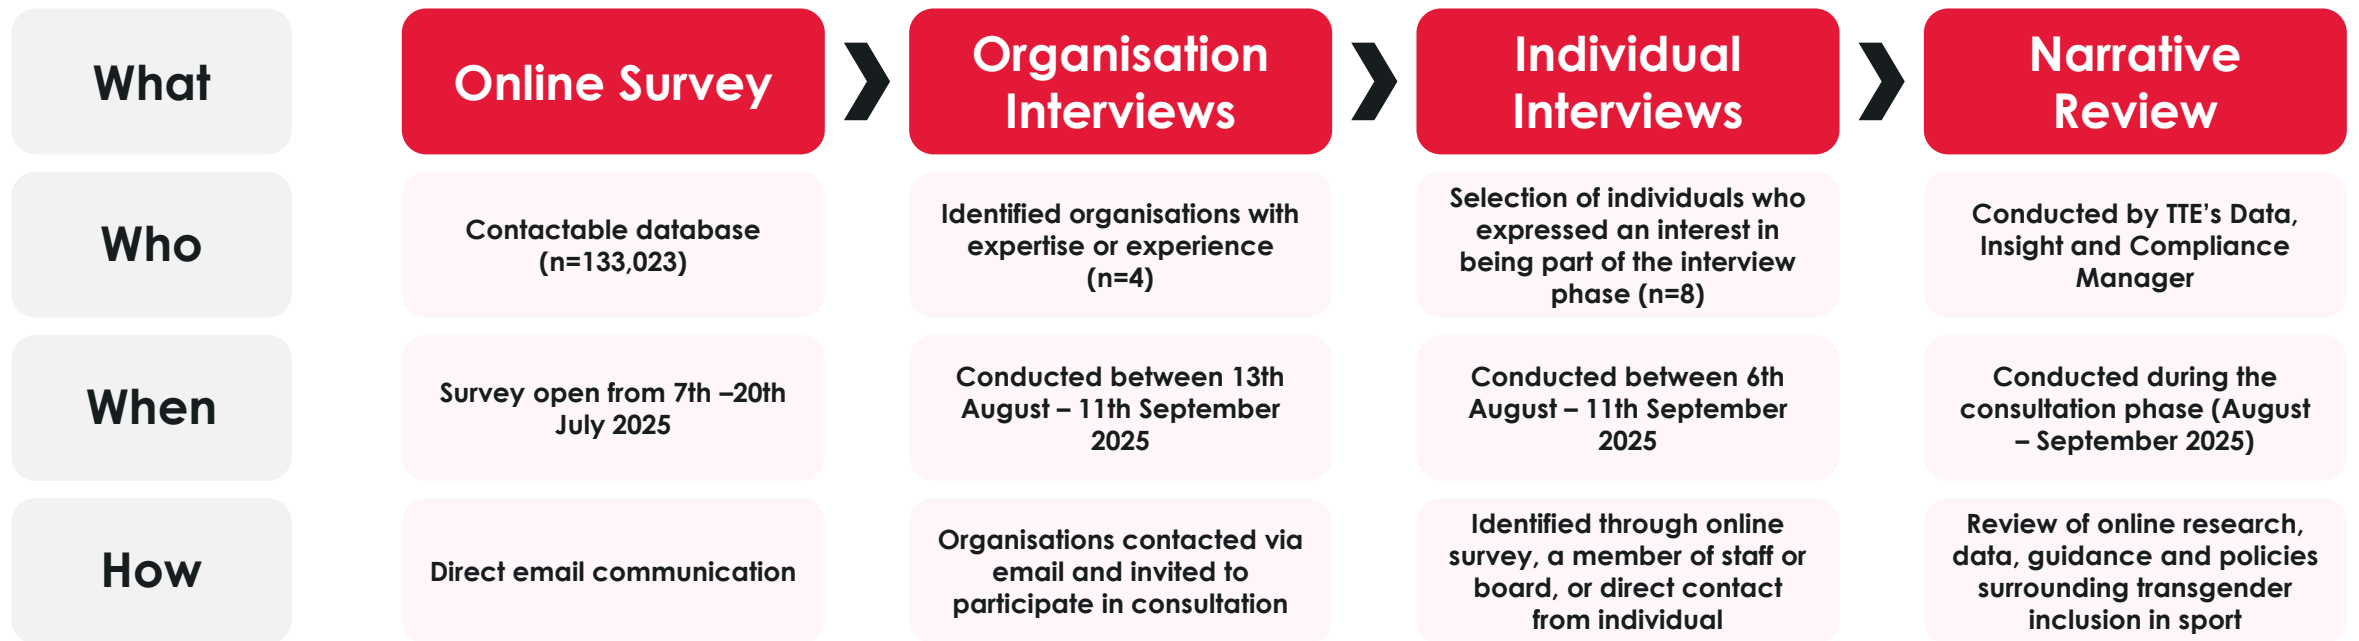 What
Online Survey
Organisation
Interviews
Individual
Interviews
Narrative
Review
Who
Contactable database
(n=133,023)
Identified organisations with
expertise or experience
(n=4)
Selection of individuals who
expressed an interest in
being part of the interview
phase (n=8)
Conducted by TTE’s Data,
Insight and Compliance
Manager
When
Survey open from 7th –20th
July 2025
Conducted between 13th
August – 11th September
2025
Conducted between 6th
August – 11th September
2025
Conducted during the
consultation phase (August
– September 2025)
How
Direct email communication
Organisations contacted via
email and invited to
participate in consultation
Identified through online
survey, a member of staff or
board, or direct contact
from individual
Review of online research,
data, guidance and policies
surrounding transgender
inclusion in sport